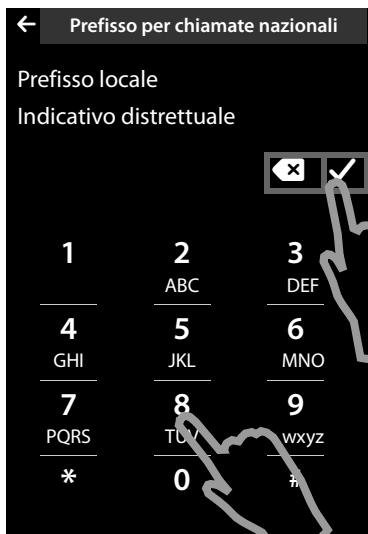 Prefisso per chiamate nazionali
Prefisso locale
Indicativo distrettuale
1 2 3
ABC DEF
4 5 6
GHI JKL MNO
7 8 9
PQRS TUV wxyz
* 0 #